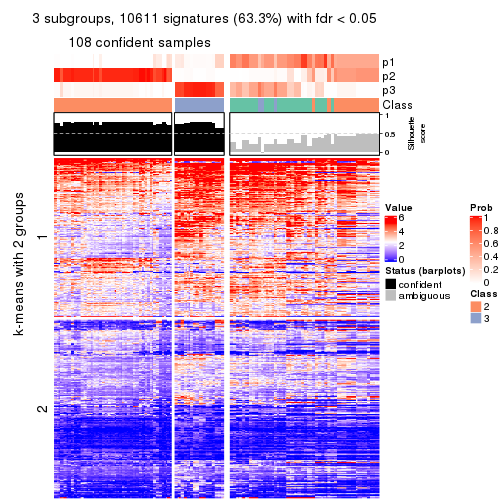 3 subgroups, 10611 signatures (63.3%) with fdr < 0.05
108 confident samples
p1
p2
p3
Class
1
0.5
0
Silhouette
score
k-means with 2 groups
1
2
Value
6
4
2
0
Status (barplots)
confident
ambiguous
Prob
1
0.8
0.6
0.4
0.2
0
Class
2
3